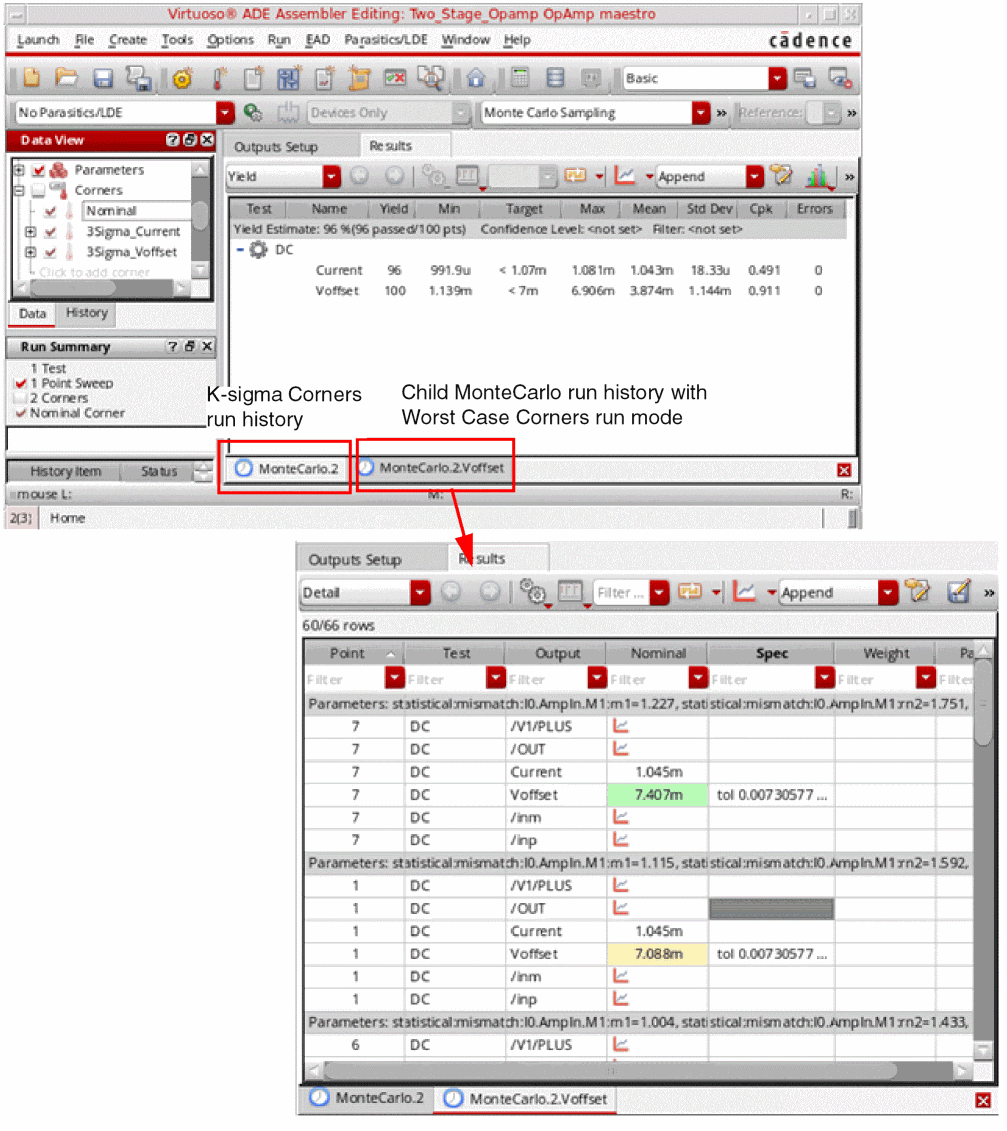 Virtuoso® ADE Assembler Editing: Two_Stage_Opamp OpAmp maestro
Launch File Create Tools Options Run EAD Parasitics/LDE Window Help cādence
Basic
No Parasitics/LDE Devices Only Monte Carlo Sampling » Reference: »
Data View
Parameters
Corners
Nominal
3Sigma_Current
3Sigma_Voffset
Click to add corner
Data History
Run Summary
1 Test
1 Point Sweep
2 Corners
Nominal Corner
History Item Status
Outputs Setup Results
Yield Append »
Test Name Yield Min Target Max Mean Std Dev Cpk Errors
Yield Estimate: 96 %(96 passed/100 pts) Confidence Level: <not set> Filter: <not set>
DC
Current 96 991.9u < 1.07m 1.081m 1.043m 18.33u 0.491 0
Voffset 100 1.139m < 7m 6.906m 3.874m 1.144m 0.911 0
K-sigma Corners
run history
Child MonteCarlo run history with
Worst Case Corners run mode
MonteCarlo.2 MonteCarlo.2.Voffset
mouse L: M: R:
2(3) Home
Outputs Setup Results
Detail Filter ... Append »
60/66 rows
Point Test Output Nominal Spec Weight Pa
Filter Filter Filter Filter Filter Filter Filter
Parameters: statistical:mismatch:I0.AmpIn.M1:m1=1.227, statistical:mismatch:I0.AmpIn.M1:rn2=1.751,
7 DC /V1/PLUS
7 DC /OUT
7 DC Current 1.045m
7 DC Voffset 7.407m tol 0.00730577 ...
7 DC /inm
7 DC /inp
Parameters: statistical:mismatch:I0.AmpIn.M1:m1=1.115, statistical:mismatch:I0.AmpIn.M1:rn2=1.592,
1 DC /V1/PLUS
1 DC /OUT
1 DC Current 1.045m
1 DC Voffset 7.088m tol 0.00730577 ...
1 DC /inm
1 DC /inp
Parameters: statistical:mismatch:I0.AmpIn.M1:m1=1.004, statistical:mismatch:I0.AmpIn.M1:rn2=1.433,
6 DC /V1/PLUS
MonteCarlo.2 MonteCarlo.2.Voffset